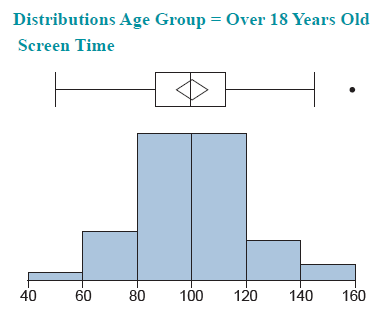 Distributions Age Group = Over 18 Years Old
Screen Time
40 60 80 100 120 140 160